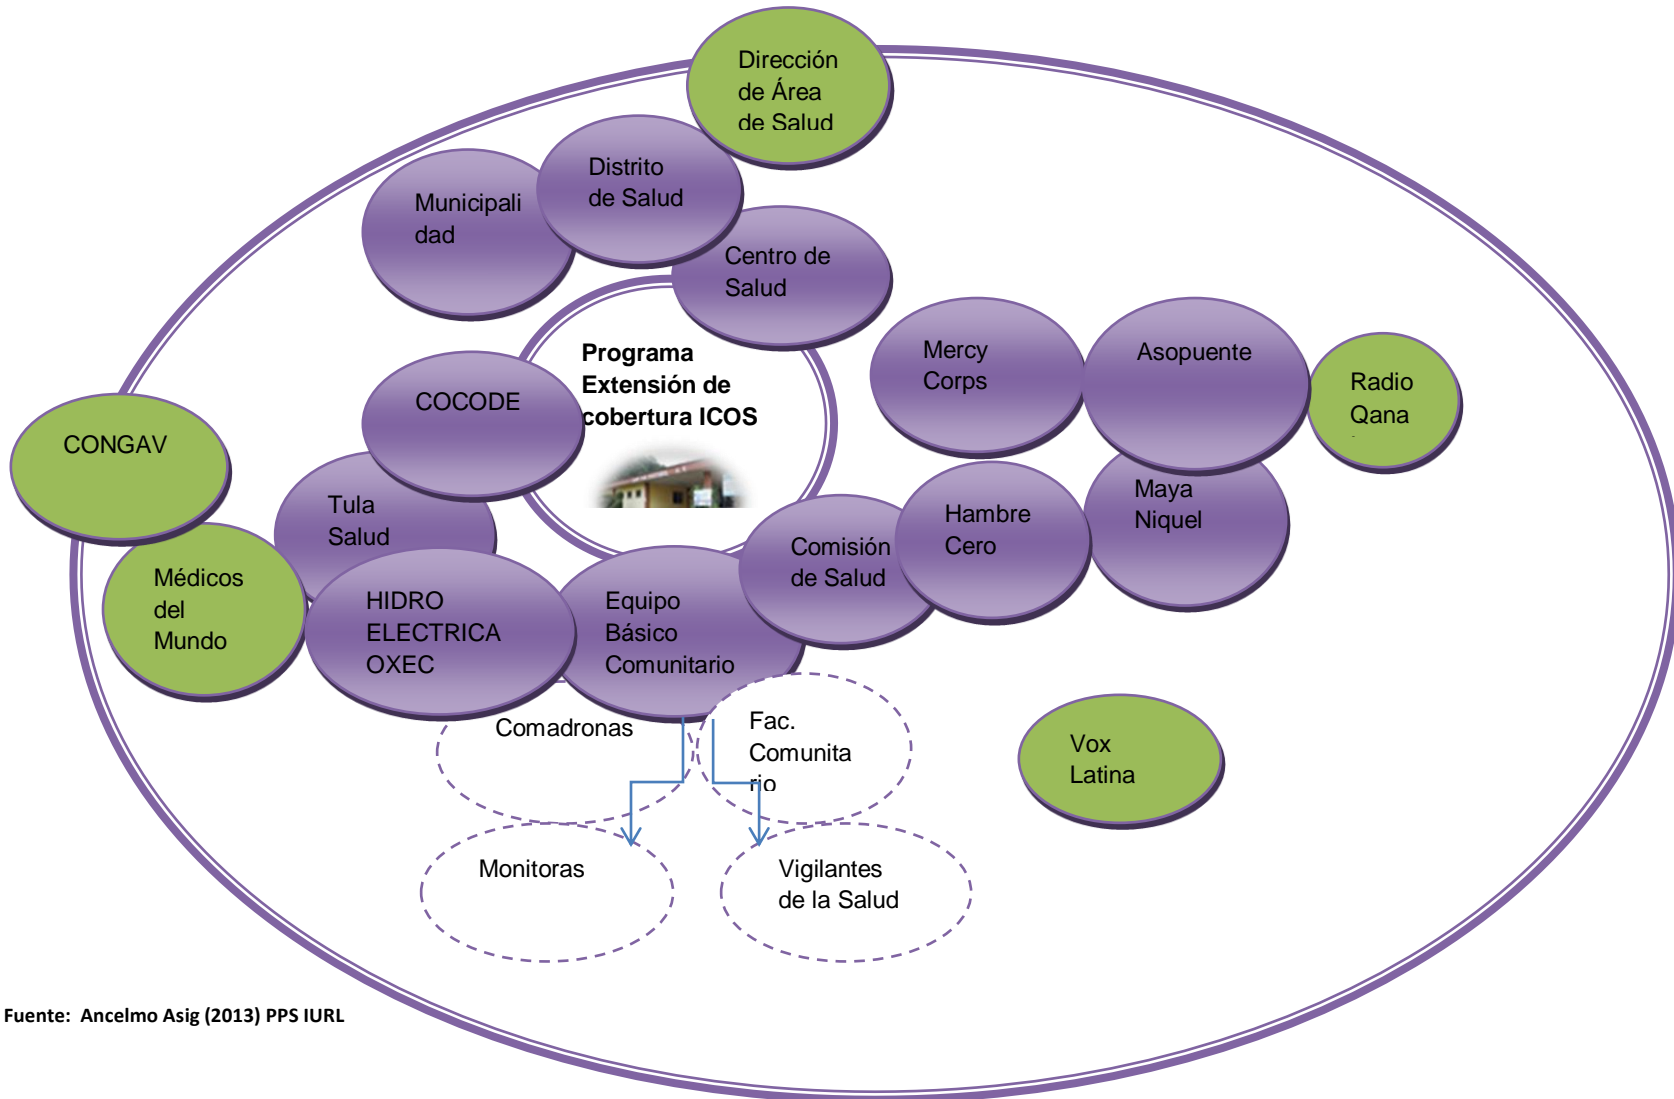 Dirección
de Área
de Salud
Distrito
de Salud
Municipali
dad
Centro de
Salud
Programa
Extensión de
cobertura ICOS
Mercy
Corps
Asopuente
Radio
Qana
COCODE
CONGAV
Tula
Salud
Maya
Niquel
Hambre
Cero
Comisión
de Salud
Médicos
del
Mundo
HIDRO
ELECTRICA
OXEC
Equipo
Básico
Comunitario
Comadronas
Fac.
Comunita
rio
Vox
Latina
Monitoras
Vigilantes
de la Salud
Fuente: Ancelmo Asig (2013) PPS IURL